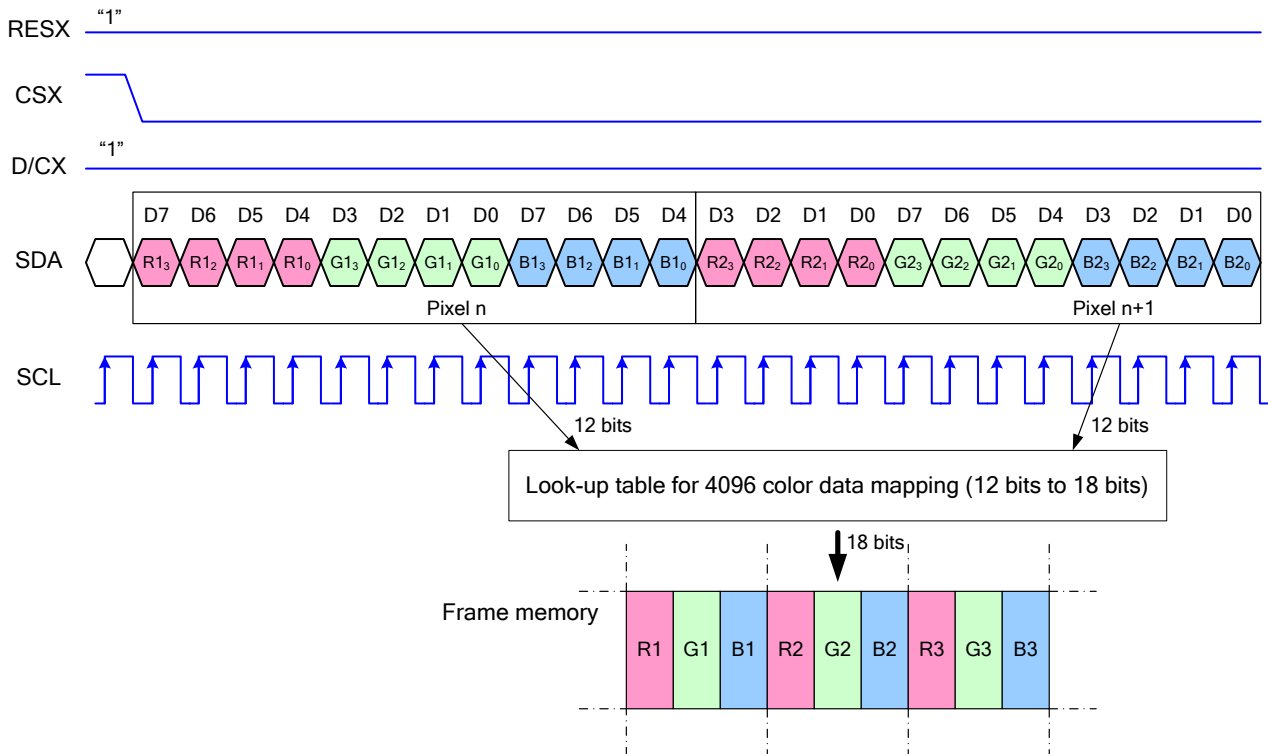 RESX “1”
CSX
D/CX “1”
D7 D6 D5 D4 D3 D2 D1 D0 D7 D6 D5 D4 D3 D2 D1 D0 D7 D6 D5 D4 D3 D2 D1 D0
SDA R1₃ R1₂ R1₁ R1₀ G1₃ G1₂ G1₁ G1₀ B1₃ B1₂ B1₁ B1₀ R2₃ R2₂ R2₁ R2₀ G2₃ G2₂ G2₁ G2₀ B2₃ B2₂ B2₁ B2₀
Pixel n Pixel n+1
SCL
12 bits 12 bits
Look-up table for 4096 color data mapping (12 bits to 18 bits)
18 bits
Frame memory
R1 G1 B1 R2 G2 B2 R3 G3 B3